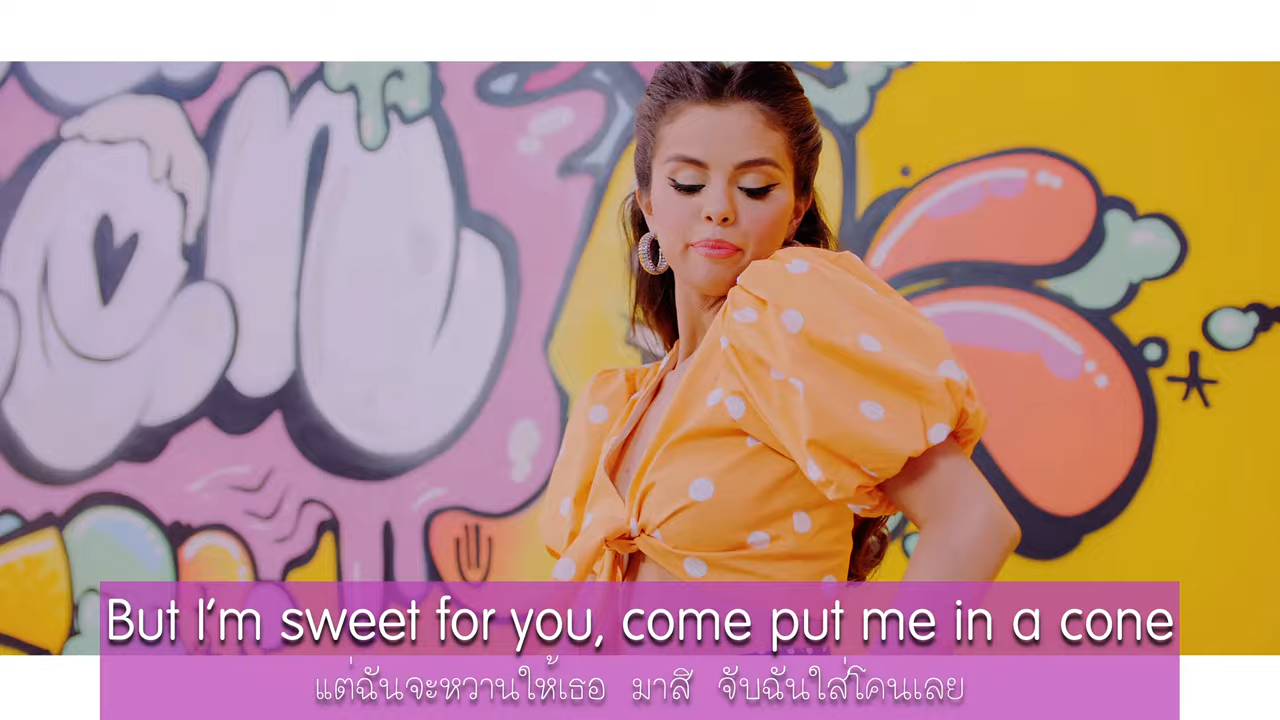 But I'm sweet for you, come put me in a cone
แต่ฉันจะหวานให้เธอ มาสิ จับฉันใส่โคนเลย